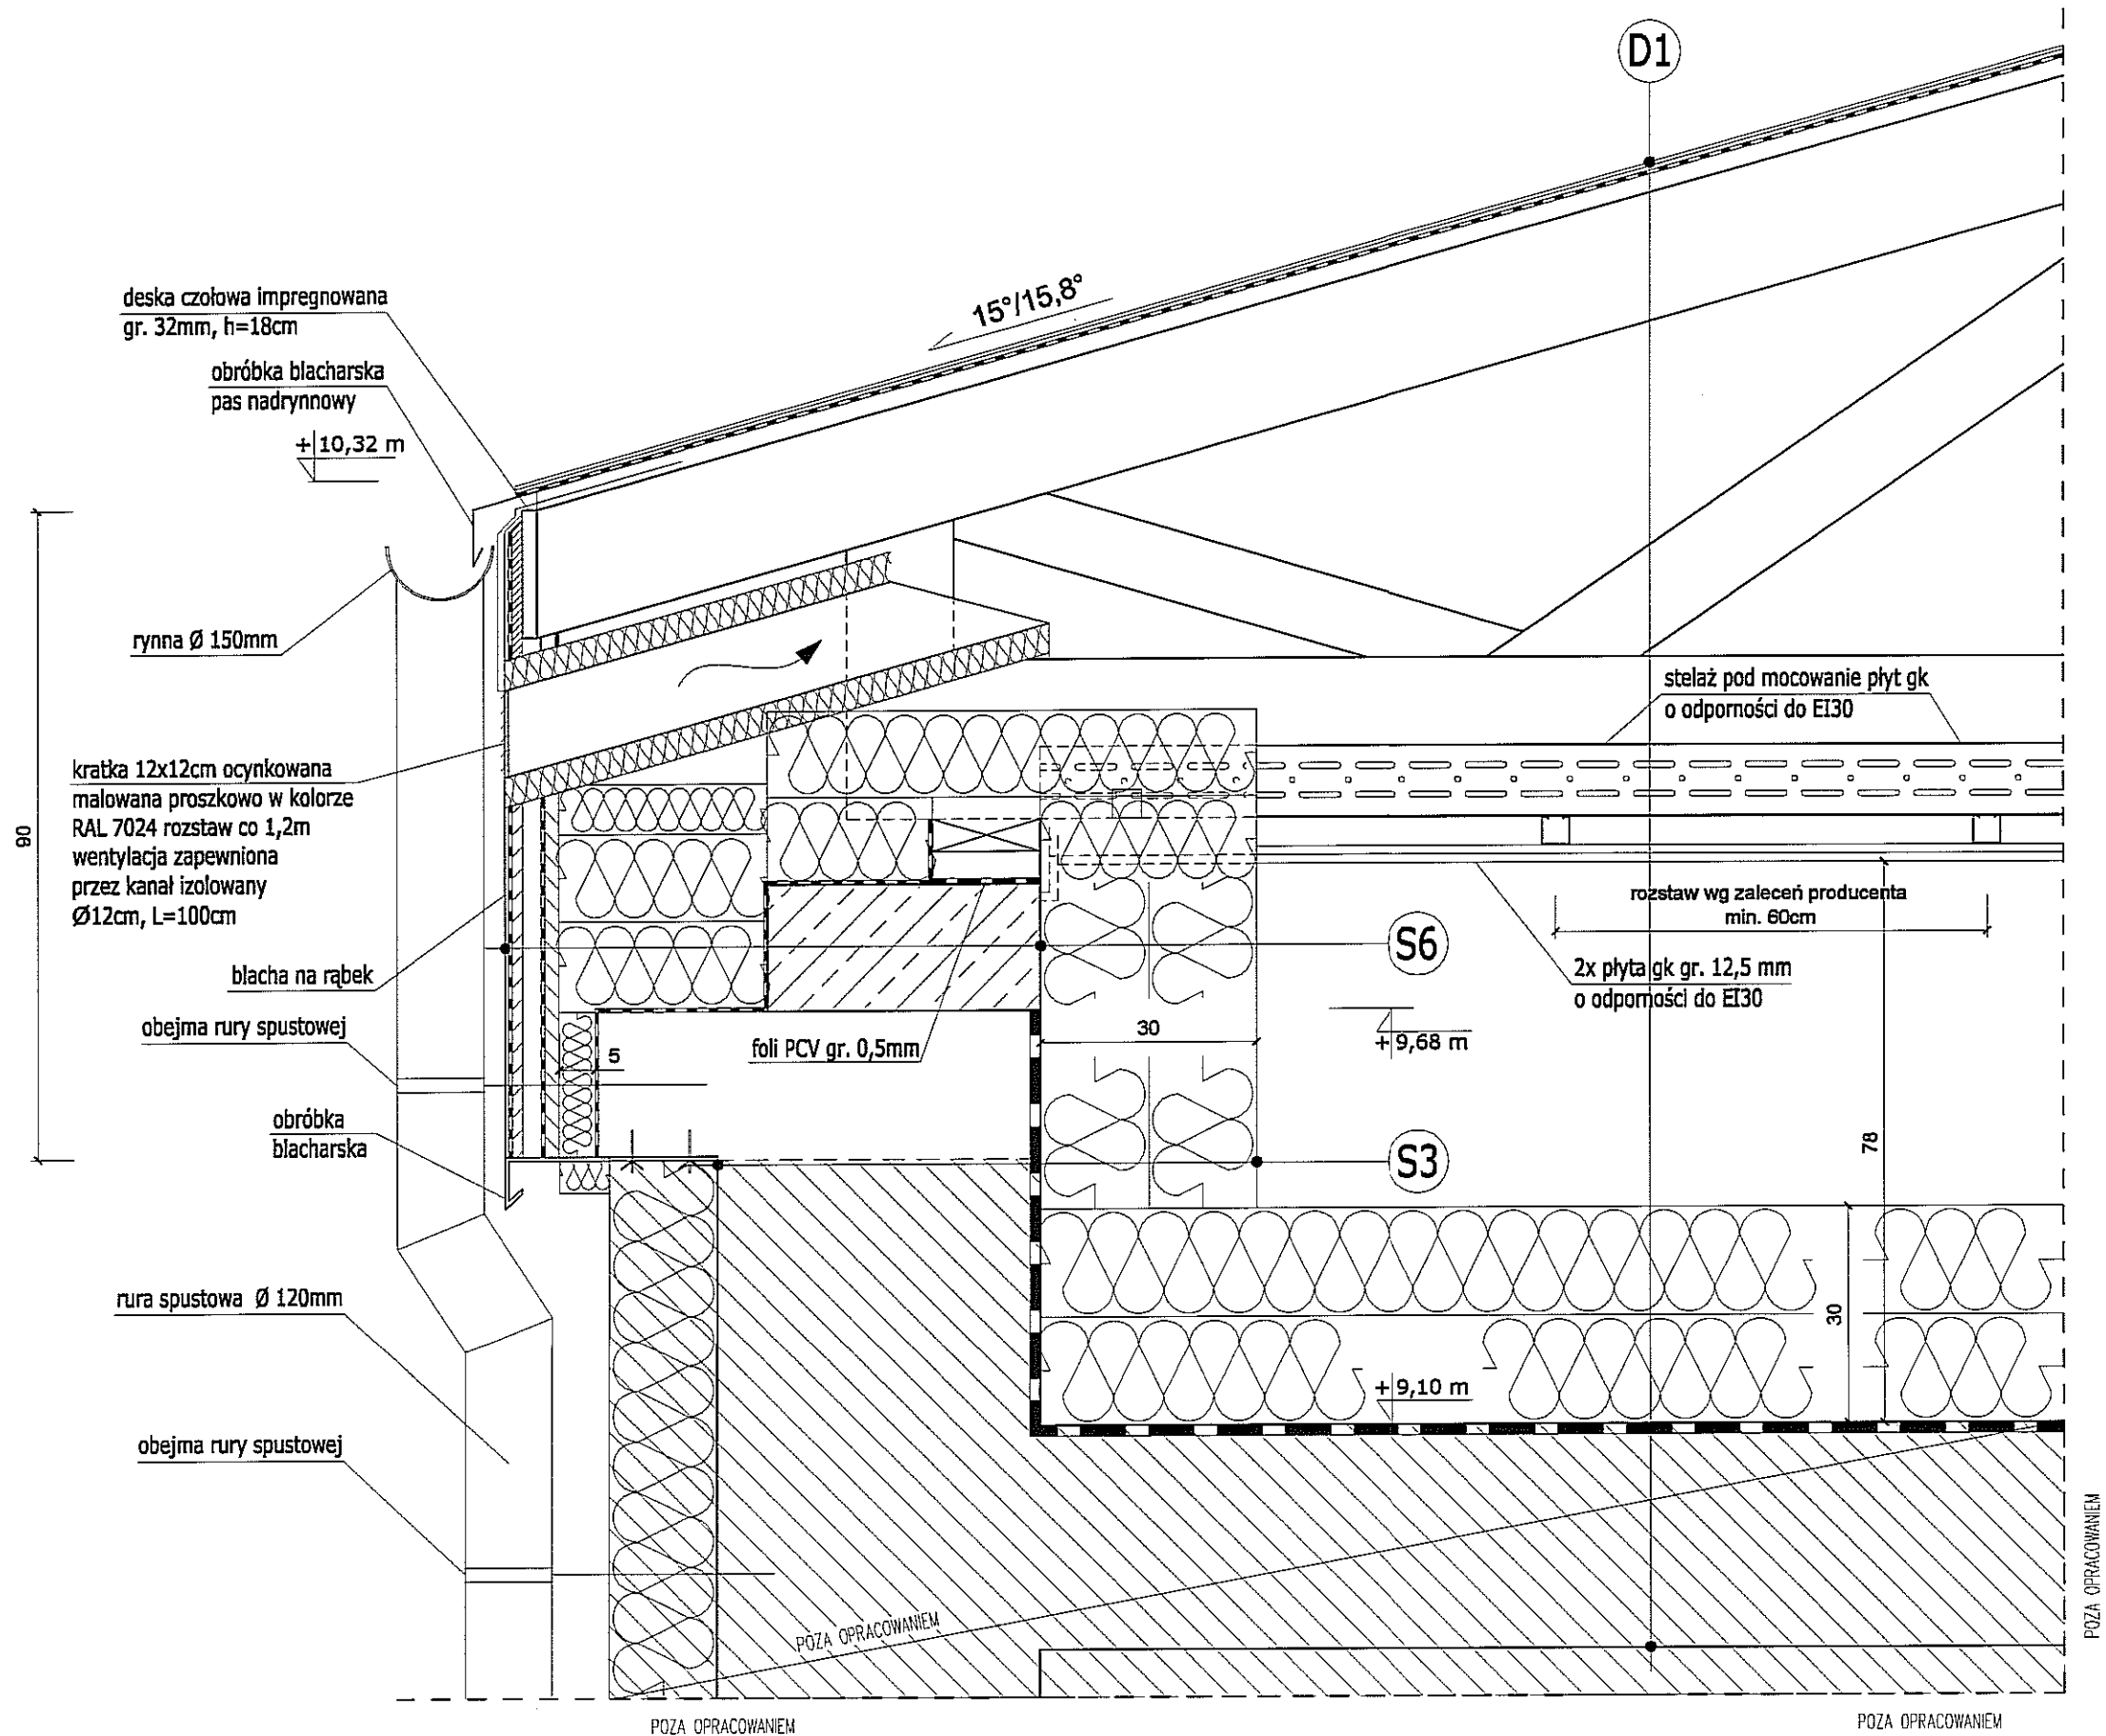 D1
15°/15,8°
deska czołowa impregnowana
gr. 32mm, h=18cm
obróbka blacharska
pas nadrynnowy
+10,32 m
rynna Ø 150mm
stelaż pod mocowanie płyt gk
o odporności do EI30
kratka 12x12cm ocynkowana
malowana proszkowo w kolorze
RAL 7024 rozstaw co 1,2m
wentylacja zapewniona
przez kanał izolowany
Ø12cm, L=100cm
90
rozstaw wg zaleceń producenta
min. 60cm
S6
2x płyta gk gr. 12,5 mm
o odporności do EI30
blacha na rąbek
obejma rury spustowej
5
foli PCV gr. 0,5mm
30
+9,68 m
obróbka
blacharska
S3
78
rura spustowa Ø 120mm
30
+9,10 m
obejma rury spustowej
POZA OPRACOWANIEM
POZA OPRACOWANIEM
POZA OPRACOWANIEM
POZA OPRACOWANIEM